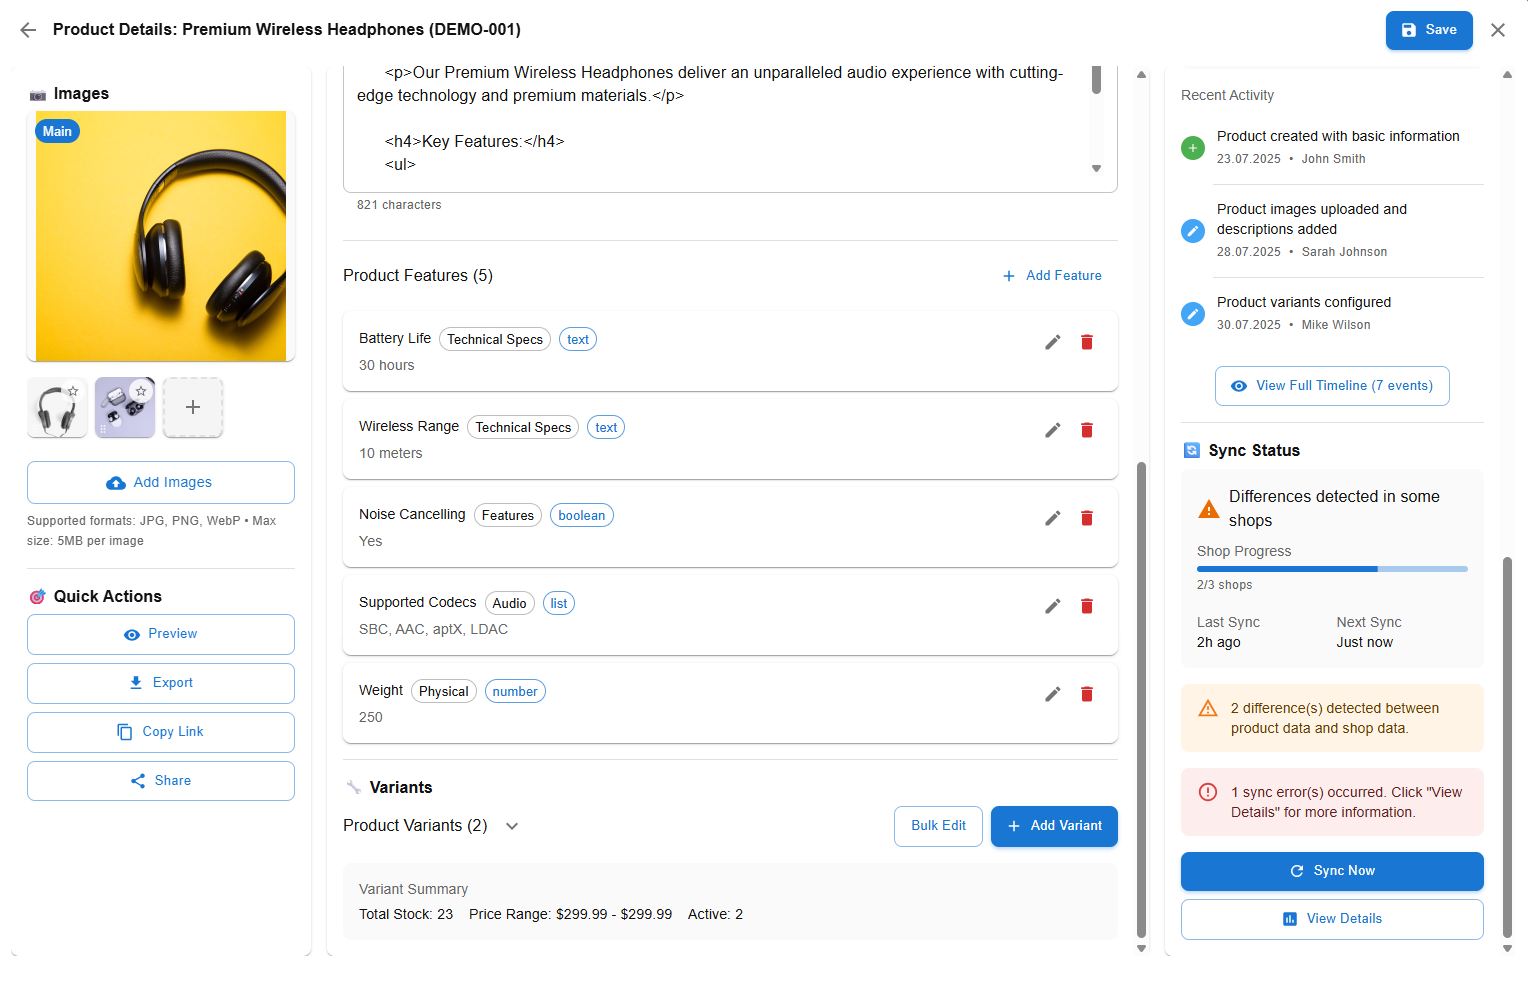 Product Details: Premium Wireless Headphones (DEMO-001)
Save
Images
Main
Add Images
Supported formats: JPG, PNG, WebP • Max
size: 5MB per image
Quick Actions
Preview
Export
Copy Link
Share
<p>Our Premium Wireless Headphones deliver an unparalleled audio experience with cutting-
edge technology and premium materials.</p>
<h4>Key Features:</h4>
<ul>
821 characters
Product Features (5)
Add Feature
Battery Life Technical Specs text
30 hours
Wireless Range Technical Specs text
10 meters
Noise Cancelling Features boolean
Yes
Supported Codecs Audio list
SBC, AAC, aptX, LDAC
Weight Physical number
250
Variants
Product Variants (2)
Bulk Edit
Add Variant
Variant Summary
Total Stock: 23 Price Range: $299.99 - $299.99 Active: 2
Recent Activity
Product created with basic information
23.07.2025 • John Smith
Product images uploaded and
descriptions added
28.07.2025 • Sarah Johnson
Product variants configured
30.07.2025 • Mike Wilson
View Full Timeline (7 events)
Sync Status
Differences detected in some
shops
Shop Progress
2/3 shops
Last Sync Next Sync
2h ago Just now
2 difference(s) detected between
product data and shop data.
1 sync error(s) occurred. Click "View
Details" for more information.
Sync Now
View Details